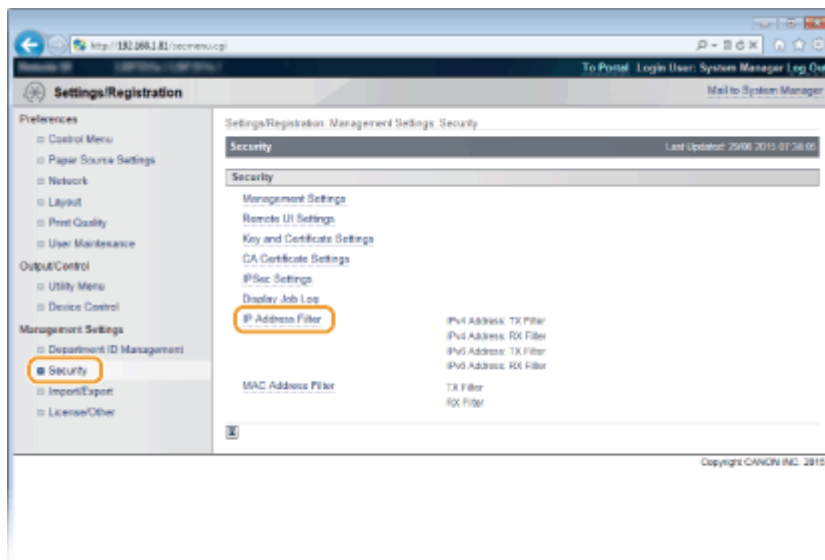 http://192.168.1.81/secmenu.cgi
To Portal Login User: System Manager Log Ou
Settings/Registration
Mail to System Manager
Preferences
Control Menu
Paper Source Settings
Network
Layout
Print Quality
User Maintenance
Output/Control
Utility Menu
Device Control
Management Settings
Department ID Management
Security
Import/Export
License/Other
Settings/Registration: Management Settings: Security
Security
Last Updated: 29/06 2015 07:38:05
Security
Management Settings
Remote UI Settings
Key and Certificate Settings
CA Certificate Settings
IPSec Settings
Display Job Log
IP Address Filter
IPv4 Address: TX Filter
IPv4 Address: RX Filter
IPv6 Address: TX Filter
IPv6 Address: RX Filter
MAC Address Filter
TX Filter
RX Filter
Copyright CANON INC. 2015